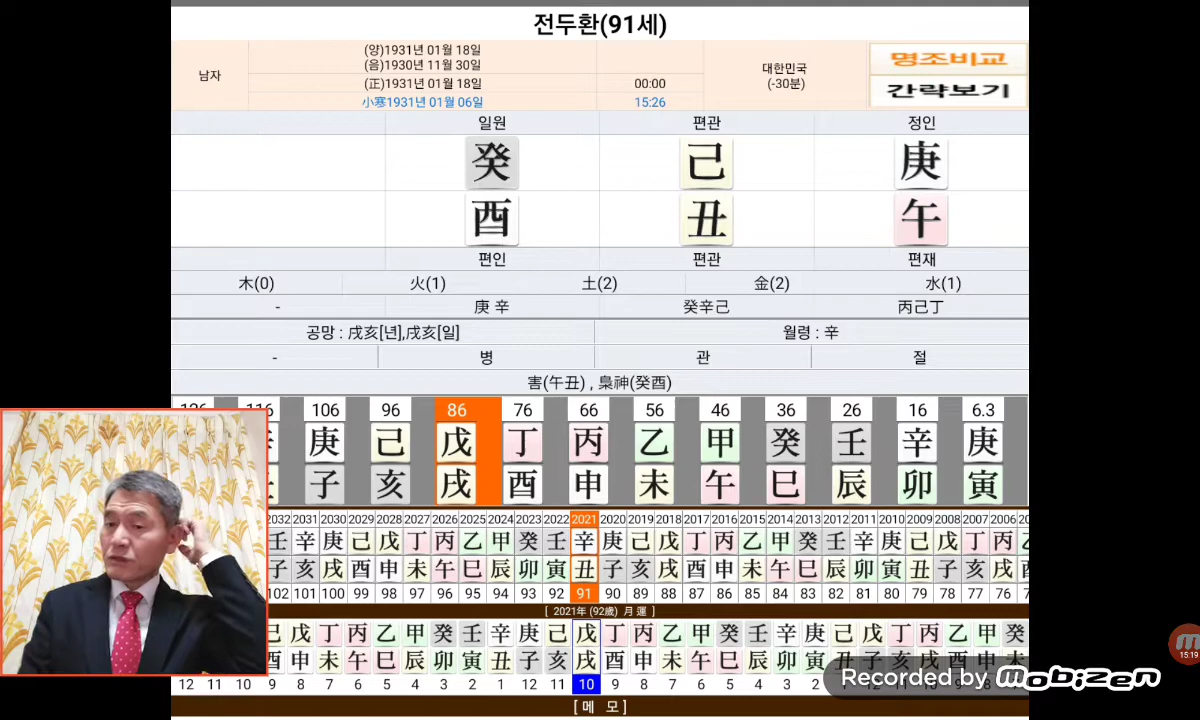 전두환(91세)
남자
(양)1931년 01월 18일
(음)1930년 11월 30일
(正)1931년 01월 18일 00:00
小寒1931년 01월 06일 15:26
대한민국
(-30분)
명조비교
간략보기
일원 편관 정인
癸 己 庚
酉 丑 午
편인 편관 편재
木(0) 火(1) 土(2) 金(2) 水(1)
- 庚 辛 癸辛己 丙己丁
공망 : 戌亥[년],戌亥[일] 월령 : 辛
- 병 관 절
害(午丑) , 梟神(癸酉)
106 96 86 76 66 56 46 36 26 16 6.3
庚 己 戊 丁 丙 乙 甲 癸 壬 辛 庚
子 亥 戌 酉 申 未 午 巳 辰 卯 寅
2032 2031 2030 2029 2028 2027 2026 2025 2024 2023 2022 2021 2020 2019 2018 2017 2016 2015 2014 2013 2012 2011 2010 2009 2008 2007 2006
壬 辛 庚 己 戊 丁 丙 乙 甲 癸 壬 辛 庚 己 戊 丁 丙 乙 甲 癸 壬 辛 庚 己 戊 丁 丙
子 亥 戌 酉 申 未 午 巳 辰 卯 寅 丑 子 亥 戌 酉 申 未 午 巳 辰 卯 寅 丑 子 亥 戌
102 101 100 99 98 97 96 95 94 93 92 91 90 89 88 87 86 85 84 83 82 81 80 79 78 77 76
[ 2021年 (92歲) 月 運 ]
己 戊 丁 丙 乙 甲 癸 壬 辛 庚 己 戊 丁 丙 乙 甲 癸 壬 辛 庚 己 戊 丁 丙 乙 甲 癸
酉 申 未 午 巳 辰 卯 寅 丑 子 亥 戌 酉 申 未 午 巳 辰 卯 寅 丑 子 亥 戌 酉 申 未
12 11 10 9 8 7 6 5 4 3 2 1 12 11 10 9 8 7 6 5 4 3 2
[ 메 모 ]
15:19
Recorded by mobizen